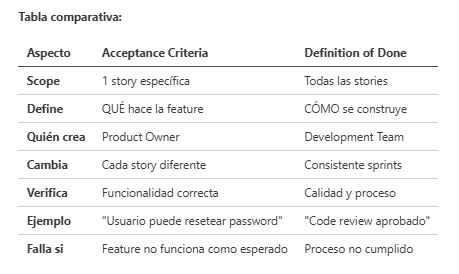 Tabla comparativa:
Aspecto Acceptance Criteria Definition of Done
Scope 1 story específica Todas las stories
Define QUÉ hace la feature CÓMO se construye
Quién crea Product Owner Development Team
Cambia Cada story diferente Consistente sprints
Verifica Funcionalidad correcta Calidad y proceso
Ejemplo "Usuario puede resetear password" "Code review aprobado"
Falla si Feature no funciona como esperado Proceso no cumplido